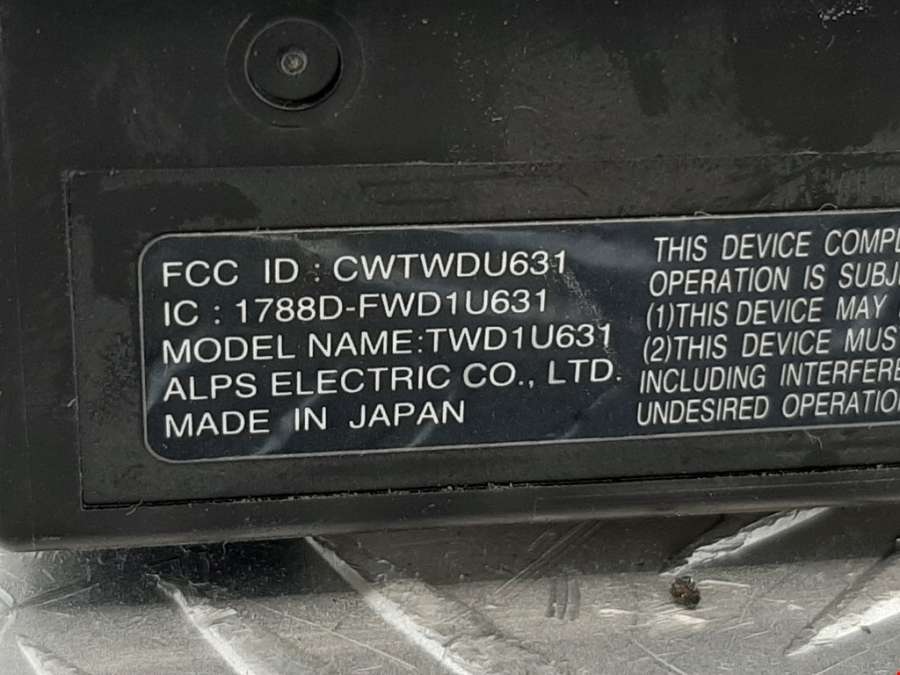 FCC ID : CWTWDU631
IC : 1788D-FWD1U631
MODEL NAME:TWD1U631
ALPS ELECTRIC CO., LTD.
MADE IN JAPAN
THIS DEVICE
OPERATION IS
(1)THIS DEVICE MAY
(2)THIS DEVICE MUST
INCLUDING
UNDESIRED